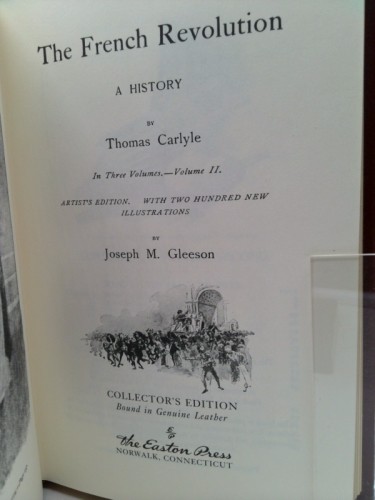 The French Revolution
A HISTORY
BY
Thomas Carlyle
In Three Volumes.—Volume II.
ARTIST'S EDITION. WITH TWO HUNDRED NEW
ILLUSTRATIONS
BY
Joseph M. Gleeson
COLLECTOR'S EDITION
Bound in Genuine Leather
The Easton Press
NORWALK, CONNECTICUT